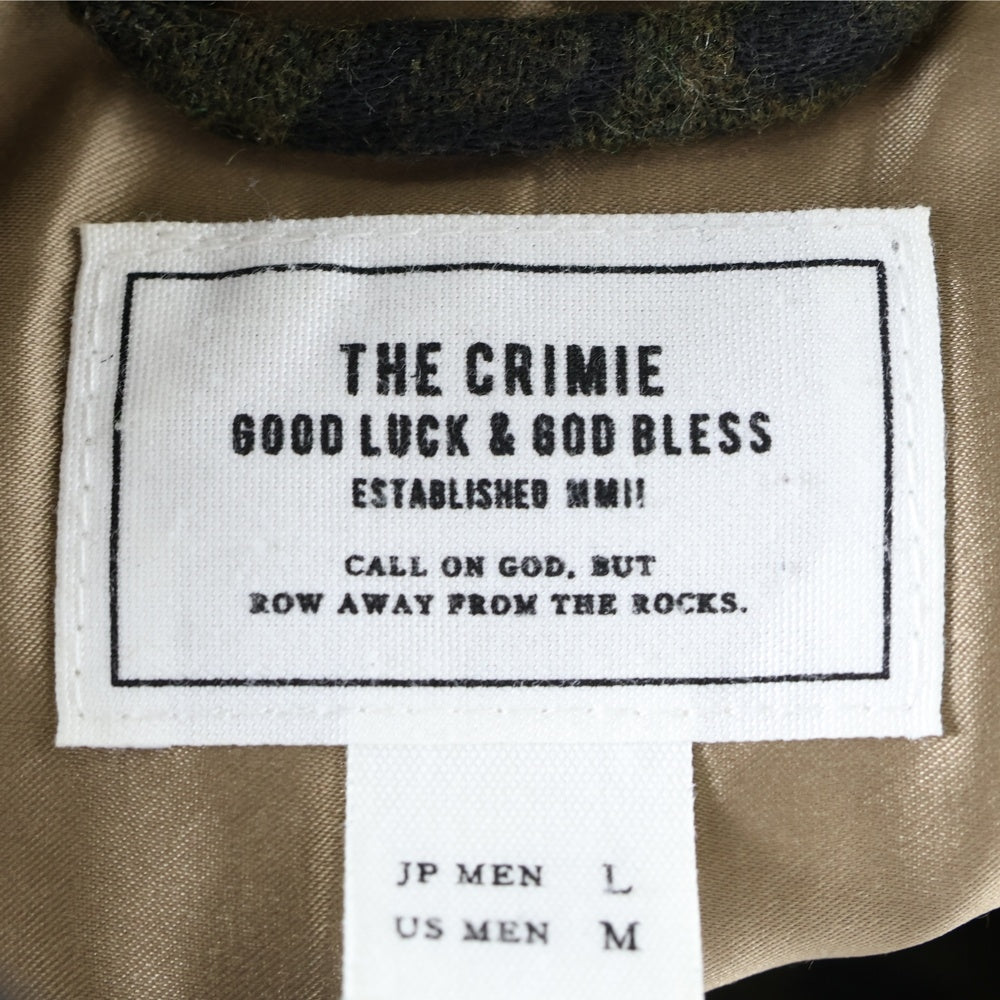 THE CRIMIE
GOOD LUCK & GOD BLESS
ESTABLISHED MMII
CALL ON GOD, BUT
ROW AWAY FROM THE ROCKS.
JP MEN L
US MEN M